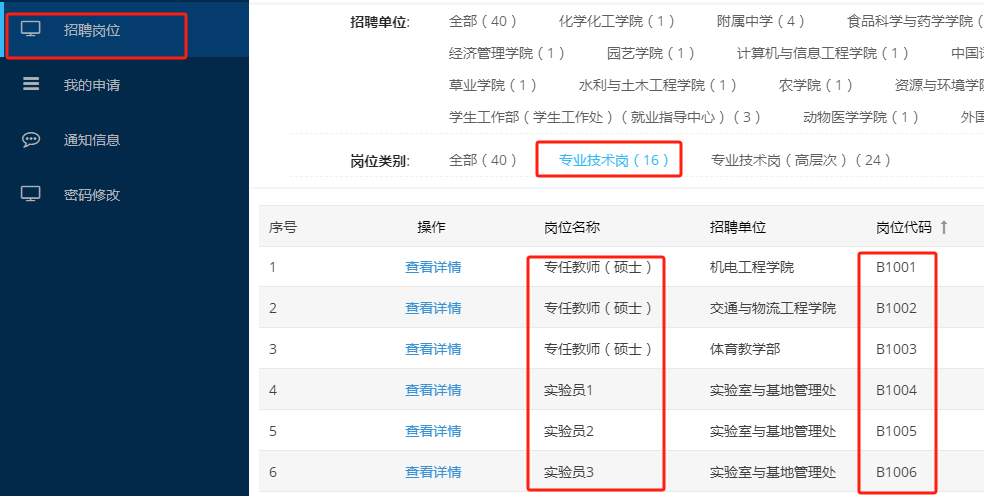 招聘岗位
我的申请
通知信息
密码修改
招聘单位: 全部（40） 化学化工学院（1） 附属中学（4） 食品科学与药学学院（
经济管理学院（1） 园艺学院（1） 计算机与信息工程学院（1） 中国
草业学院（1） 水利与土木工程学院（1） 农学院（1） 资源与环境学
学生工作部（学生工作处）（就业指导中心）（3） 动物医学学院（1） 外
岗位类别: 全部（40） 专业技术岗（16） 专业技术岗（高层次）（24）
序号 操作 岗位名称 招聘单位 岗位代码 ↑
1 查看详情 专任教师（硕士） 机电工程学院 B1001
2 查看详情 专任教师（硕士） 交通与物流工程学院 B1002
3 查看详情 专任教师（硕士） 体育教学部 B1003
4 查看详情 实验员1 实验室与基地管理处 B1004
5 查看详情 实验员2 实验室与基地管理处 B1005
6 查看详情 实验员3 实验室与基地管理处 B1006